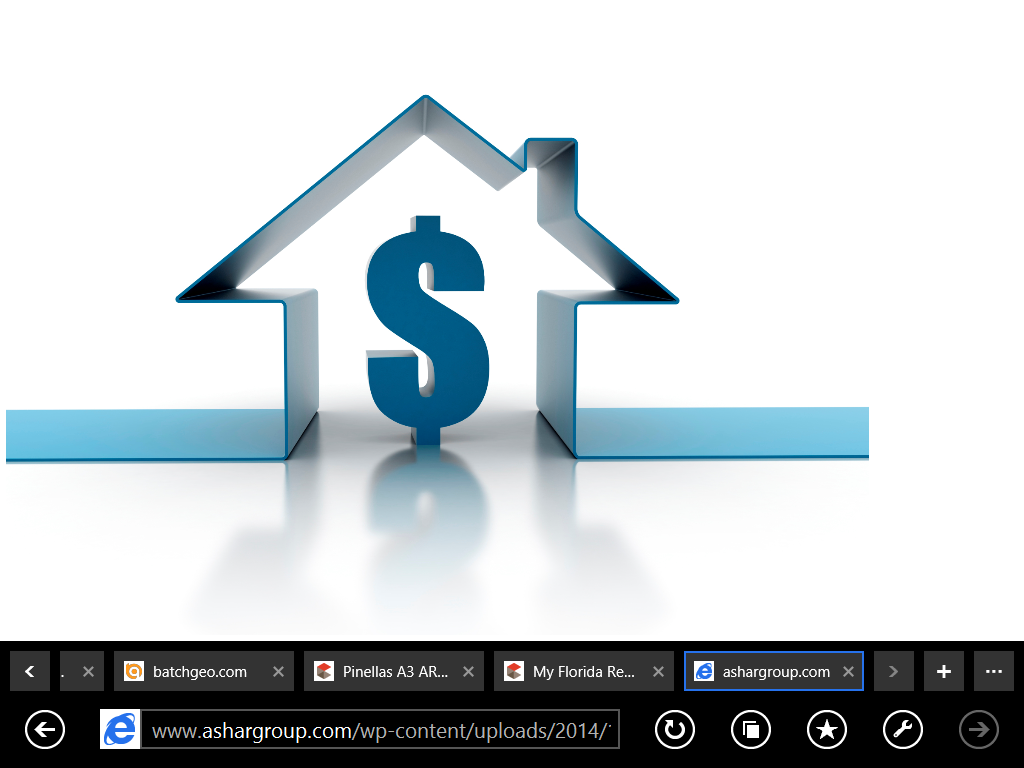 $
. batchgeo.com Pinellas A3 AR... My Florida Re... ashargroup.com
www.ashargroup.com/wp-content/uploads/2014/